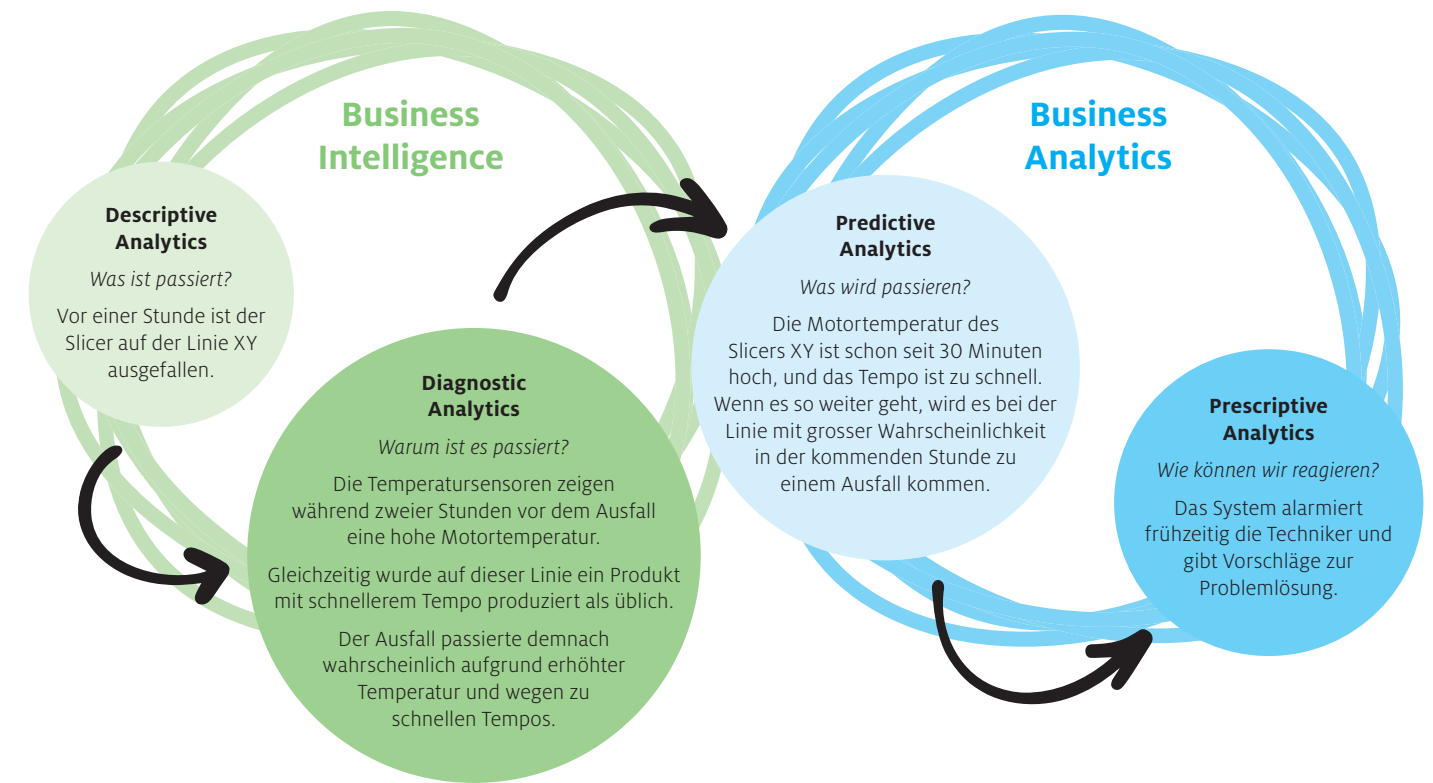 Business
Intelligence
Descriptive
Analytics
Was ist passiert?
Vor einer Stunde ist der
Slicer auf der Linie XY
ausgefallen.
Diagnostic
Analytics
Warum ist es passiert?
Die Temperatursensoren zeigen
während zweier Stunden vor dem Ausfall
eine hohe Motortemperatur.
Gleichzeitig wurde auf dieser Linie ein Produkt
mit schnellerem Tempo produziert als üblich.
Der Ausfall passierte demnach
wahrscheinlich aufgrund erhöhter
Temperatur und wegen zu
schnellen Tempos.
Business
Analytics
Predictive
Analytics
Was wird passieren?
Die Motortemperatur des
Slicers XY ist schon seit 30 Minuten
hoch, und das Tempo ist zu schnell.
Wenn es so weiter geht, wird es bei der
Linie mit grosser Wahrscheinlichkeit
in der kommenden Stunde zu
einem Ausfall kommen.
Prescriptive
Analytics
Wie können wir reagieren?
Das System alarmiert
frühzeitig die Techniker und
gibt Vorschläge zur
Problemlösung.